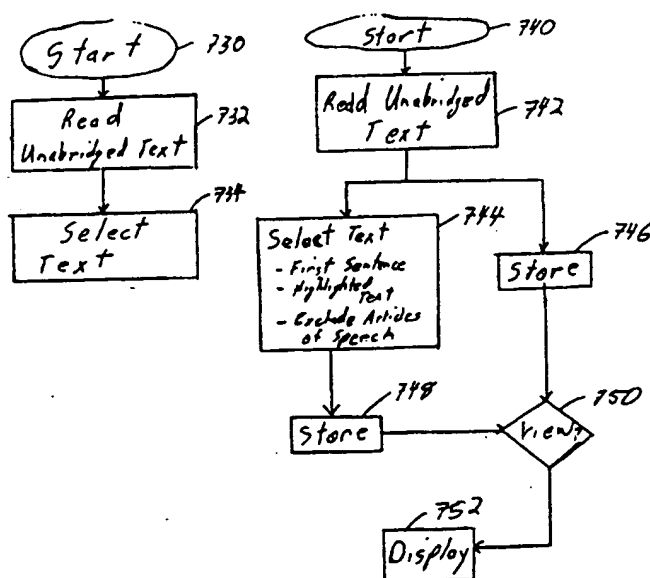 Start
730
Read
Unabridged Text
732
734
Select
Text
Start
740
Read Unabridged
Text
742
744
Select Text
- First Sentence
- Highlighted
Text
- Exclude Articles
of Speech
746
Store
748
Store
750
View?
752
Display